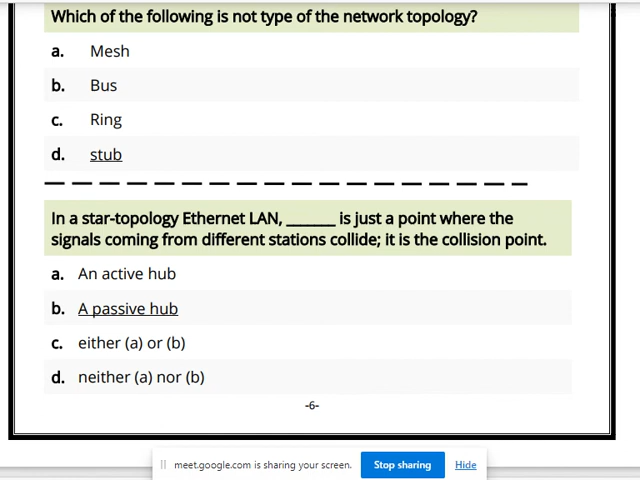 Which of the following is not type of the network topology?
a. Mesh
b. Bus
c. Ring
d. stub
In a star-topology Ethernet LAN, ______ is just a point where the
signals coming from different stations collide; it is the collision point.
a. An active hub
b. A passive hub
c. either (a) or (b)
d. neither (a) nor (b)
-6-
meet.google.com is sharing your screen. Stop sharing Hide